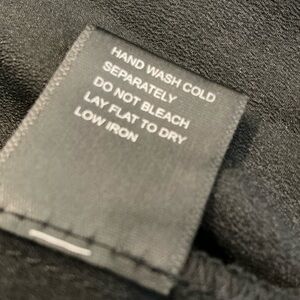 HAND WASH COLD
SEPARATELY
DO NOT BLEACH
LAY FLAT TO DRY
LOW IRON